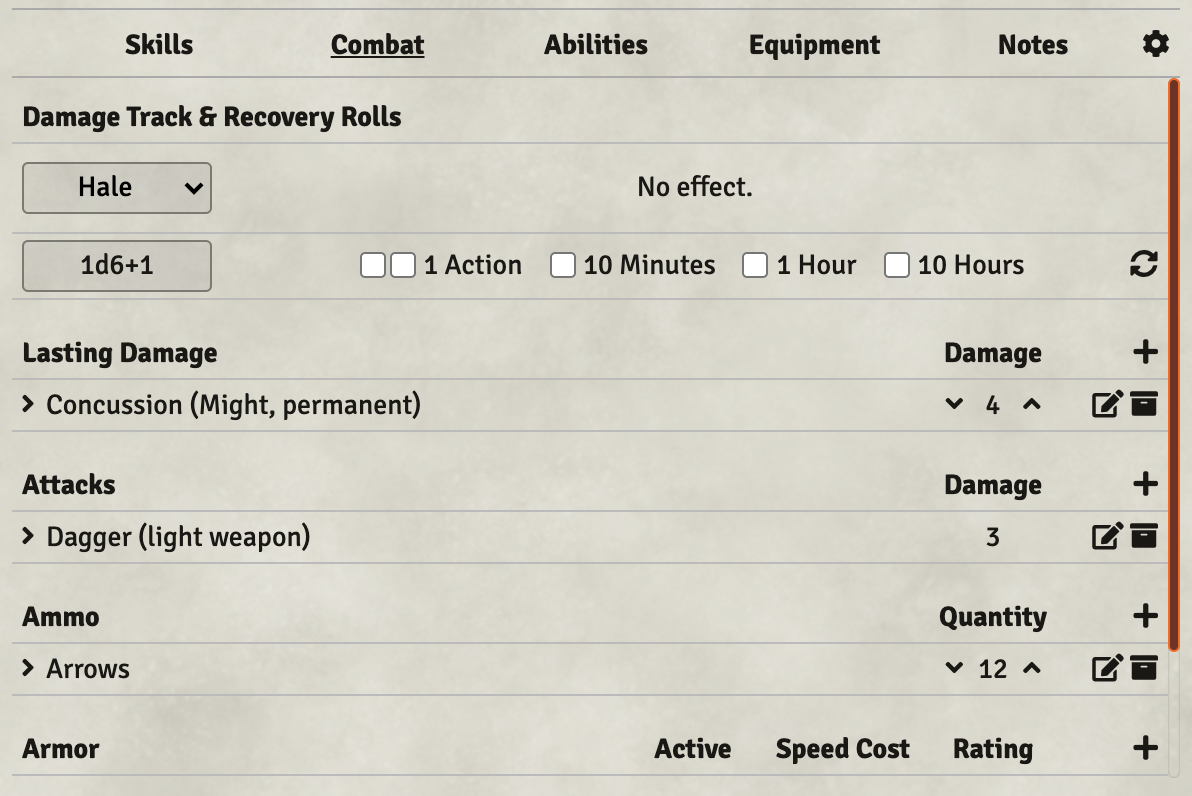 Skills Combat Abilities Equipment Notes
Damage Track & Recovery Rolls
Hale No effect.
1d6+1 1 Action 10 Minutes 1 Hour 10 Hours
Lasting Damage Damage
Concussion (Might, permanent) 4
Attacks Damage
Dagger (light weapon) 3
Ammo Quantity
Arrows 12
Armor Active Speed Cost Rating